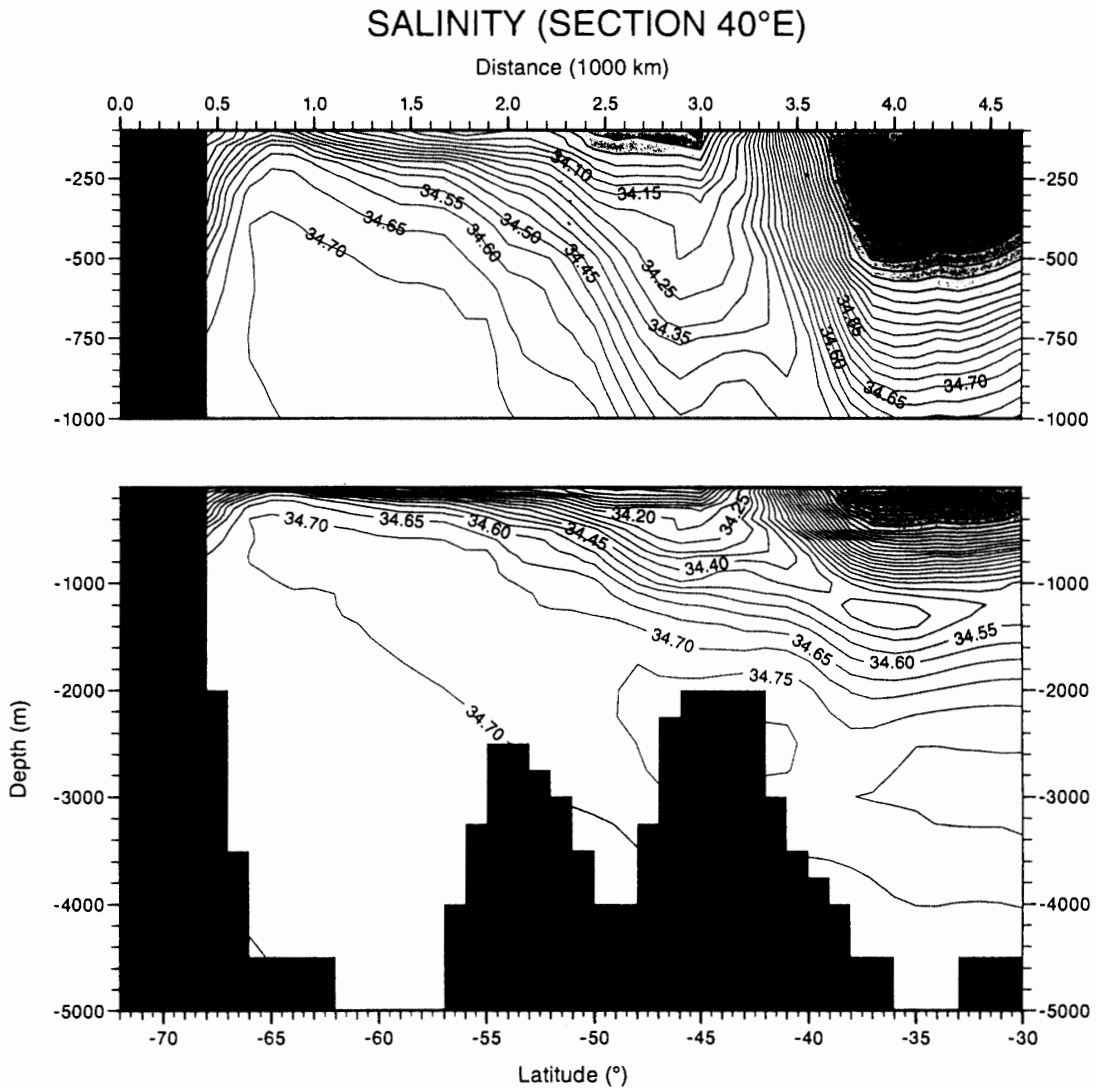 SALINITY (SECTION 40°E)
Distance (1000 km)
0.0 0.5 1.0 1.5 2.0 2.5 3.0 3.5 4.0 4.5
34.10
-250 34.55 34.15 -250
34.65 34.50
34.70 34.60 34.45
-500 34.25 -500
34.35 34.85
-750 34.60 -750
34.65 34.70
-1000 -1000
34.70 34.65 34.60 34.20 34.25
34.45
34.40
-1000 -1000
34.70 34.65 34.60 34.55
34.75
-2000 -2000
34.70
Depth (m)
-3000 -3000
-4000 -4000
-5000 -5000
-70 -65 -60 -55 -50 -45 -40 -35 -30
Latitude (°)